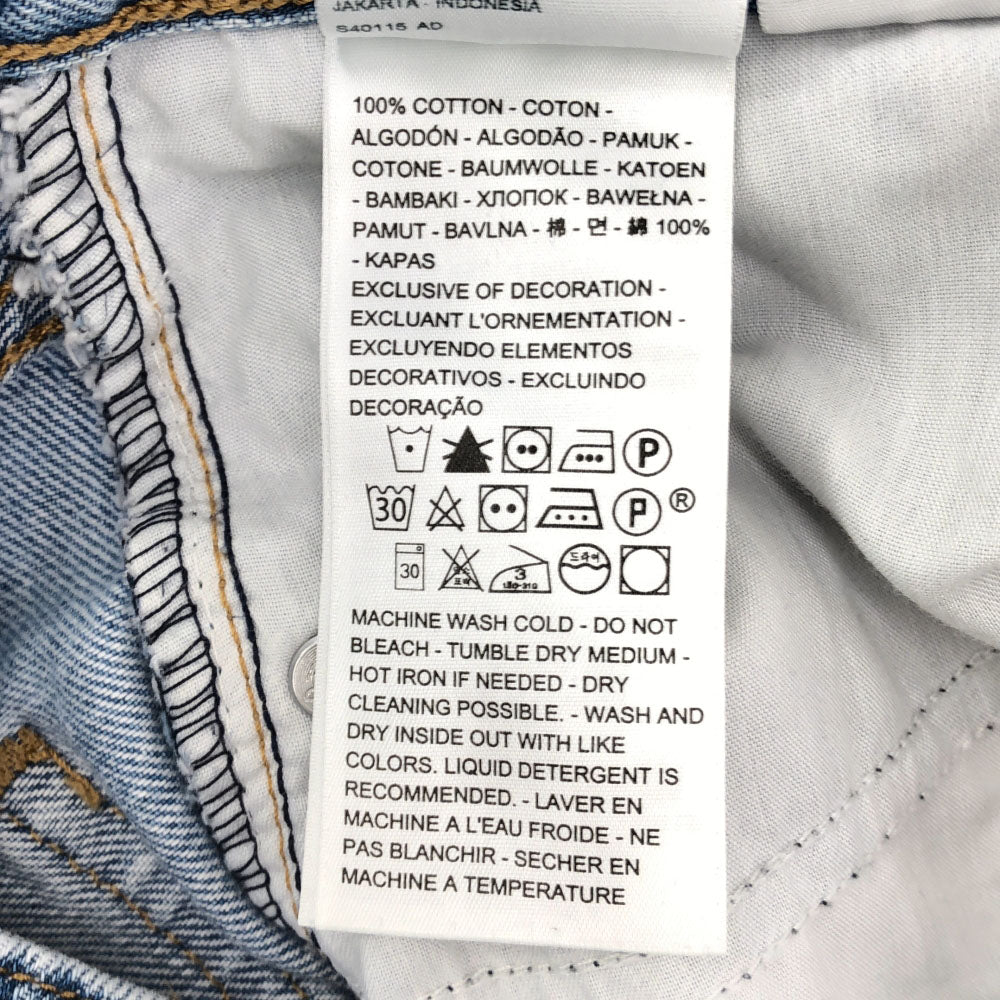 JAKARTA - INDONESIA
S40115 AD
100% COTTON - COTON -
ALGODÓN - ALGODÃO - PAMUK -
COTONE - BAUMWOLLE - KATOEN
- BAMBAKI - ХЛОПОК - BAWEŁNA -
PAMUT - BAVLNA - 棉 - 면 - 綿 100%
- KAPAS
EXCLUSIVE OF DECORATION -
EXCLUANT L'ORNEMENTATION -
EXCLUYENDO ELEMENTOS
DECORATIVOS - EXCLUINDO
DECORAÇÃO
P
30 P ®
30 3 드라이
MACHINE WASH COLD - DO NOT
BLEACH - TUMBLE DRY MEDIUM -
HOT IRON IF NEEDED - DRY
CLEANING POSSIBLE. - WASH AND
DRY INSIDE OUT WITH LIKE
COLORS. LIQUID DETERGENT IS
RECOMMENDED. - LAVER EN
MACHINE A L'EAU FROIDE - NE
PAS BLANCHIR - SECHER EN
MACHINE A TEMPERATURE